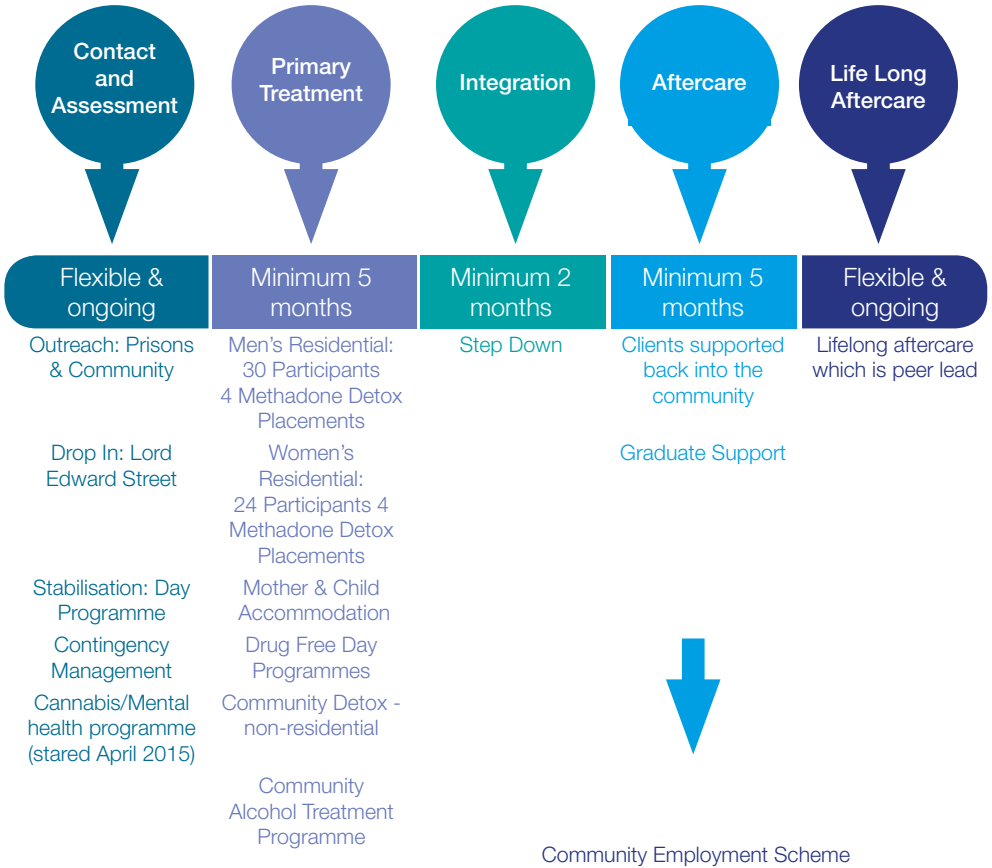 Contact
and
Assessment
Primary
Treatment
Integration
Aftercare
Life Long
Aftercare
Flexible &
ongoing
Minimum 5
months
Minimum 2
months
Minimum 5
months
Flexible &
ongoing
Outreach: Prisons
& Community
Drop In: Lord
Edward Street
Stabilisation: Day
Programme
Contingency
Management
Cannabis/Mental
health programme
(stared April 2015)
Men's Residential:
30 Participants
4 Methadone Detox
Placements
Women's
Residential:
24 Participants 4
Methadone Detox
Placements
Mother & Child
Accommodation
Drug Free Day
Programmes
Community Detox -
non-residential
Community
Alcohol Treatment
Programme
Step Down
Clients supported
back into the
community
Graduate Support
Lifelong aftercare
which is peer lead
Community Employment Scheme